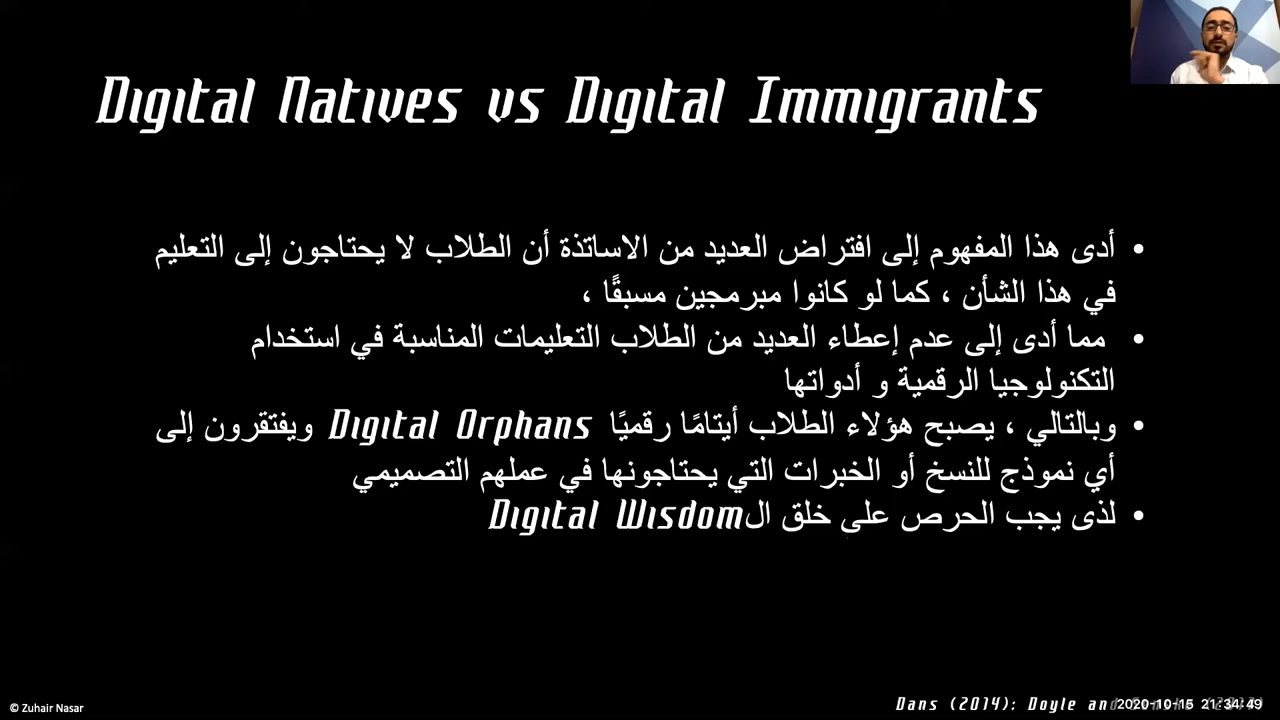 Digital Natives vs Digital Immigrants
• أدى هذا المفهوم إلى افتراض العديد من الاساتذة أن الطلاب لا يحتاجون إلى التعليم
في هذا الشأن ، كما لو كانوا مبرمجين مسبقًا ،
• مما أدى إلى عدم إعطاء العديد من الطلاب التعليمات المناسبة في استخدام
التكنولوجيا الرقمية و أدواتها
• وبالتالي ، يصبح هؤلاء الطلاب أيتامًا رقميًا Digital Orphans ويفتقرون إلى
أي نموذج للنسخ أو الخبرات التي يحتاجونها في عملهم التصميمي
• لذى يجب الحرص على خلق ال Digital Wisdom
© Zuhair Nasar
Dans (2014): Doyle and
2020-10-15 21:34:49